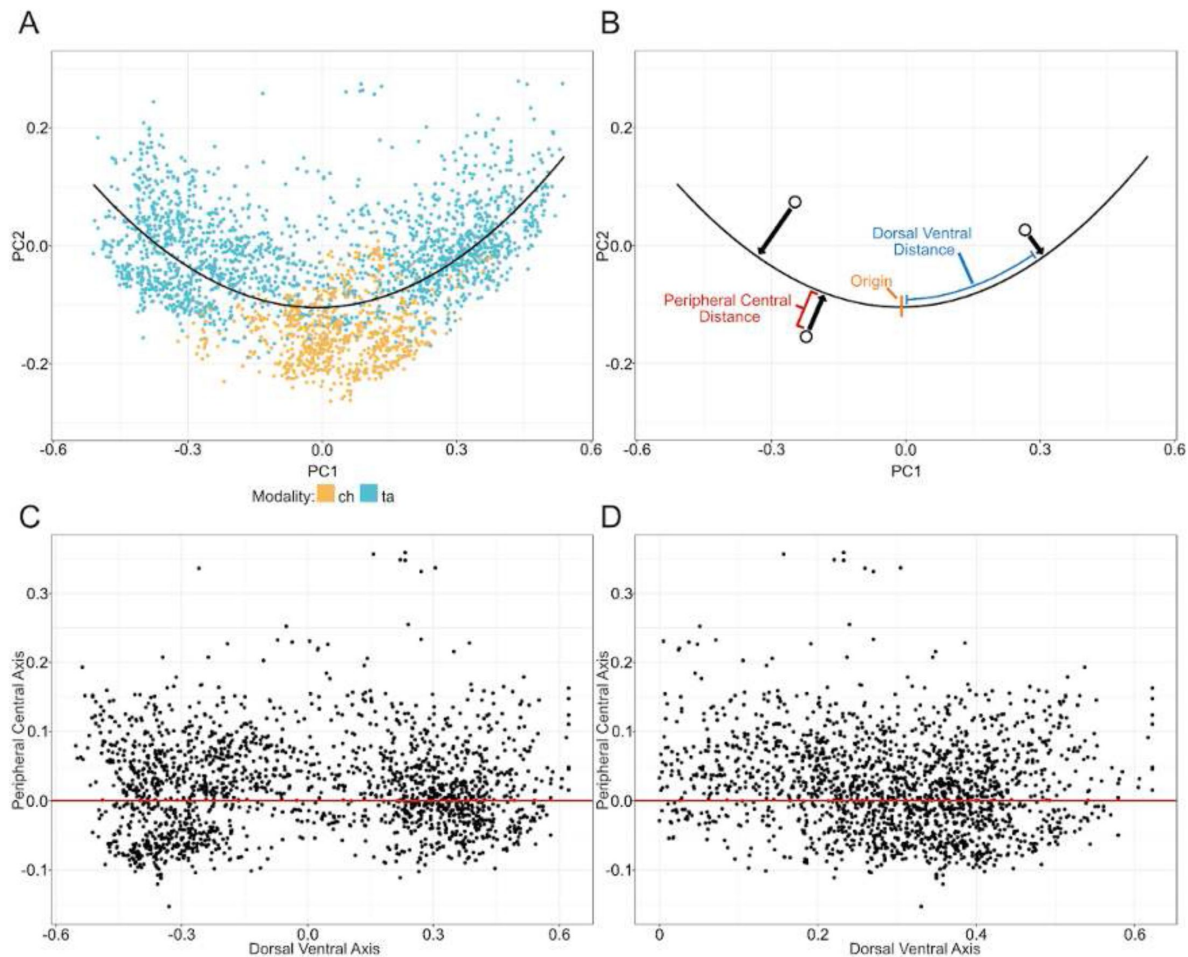 A
B
0.2
0.0
-0.2
PC2
-0.6
-0.3
0.0
0.3
0.6
PC1
Modality: ch ta
0.2
0.0
-0.2
PC2
Dorsal Ventral
Distance
Origin
Peripheral Central
Distance
-0.6
-0.3
0.0
0.3
0.6
PC1
C
D
0.3
0.2
0.1
0.0
-0.1
Peripheral Central Axis
-0.6
-0.3
0.0
0.3
Dorsal Ventral Axis
0.3
0.2
0.1
0.0
-0.1
Peripheral Central Axis
0
0.2
0.4
0.6
Dorsal Ventral Axis